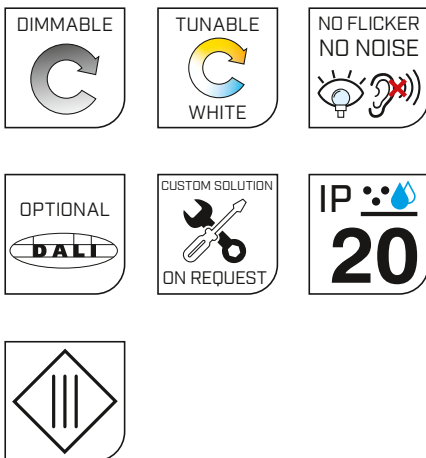 DIMMABLE
TUNABLE
WHITE
NO FLICKER
NO NOISE
OPTIONAL
DALI
CUSTOM SOLUTION
ON REQUEST
IP
20